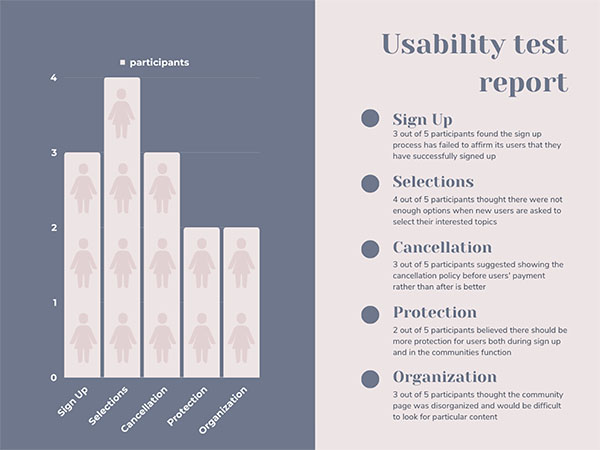 participants
4
3
2
1
0
Sign Up
Selections
Cancellation
Protection
Organization
Usability test
report
Sign Up
3 out of 5 participants found the sign up
process has failed to affirm its users that they
have successfully signed up
Selections
4 out of 5 participants thought there were not
enough options when new users are asked to
select their interested topics
Cancellation
3 out of 5 participants suggested showing the
cancellation policy before users' payment
rather than after is better
Protection
2 out of 5 participants believed there should be
more protection for users both during sign up
and in the communities function
Organization
3 out of 5 participants thought the community
page was disorganized and would be difficult
to look for particular content